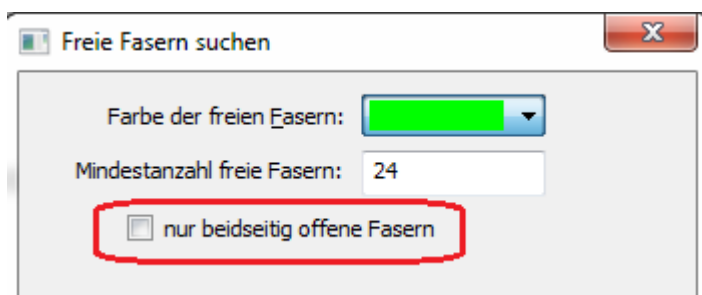 Freie Fasern suchen
Farbe der freien Fasern:
Mindestanzahl freie Fasern: 24
nur beidseitig offene Fasern